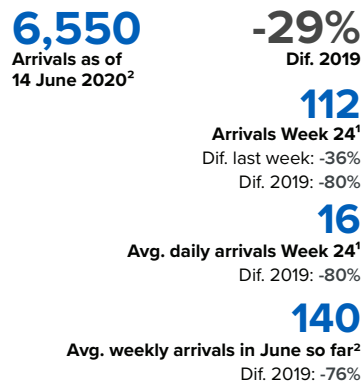 6,550
Arrivals as of
14 June 2020²
-29%
Dif. 2019
112
Arrivals Week 24¹
Dif. last week: -36%
Dif. 2019: -80%
16
Avg. daily arrivals Week 24¹
Dif. 2019: -80%
140
Avg. weekly arrivals in June so far²
Dif. 2019: -76%